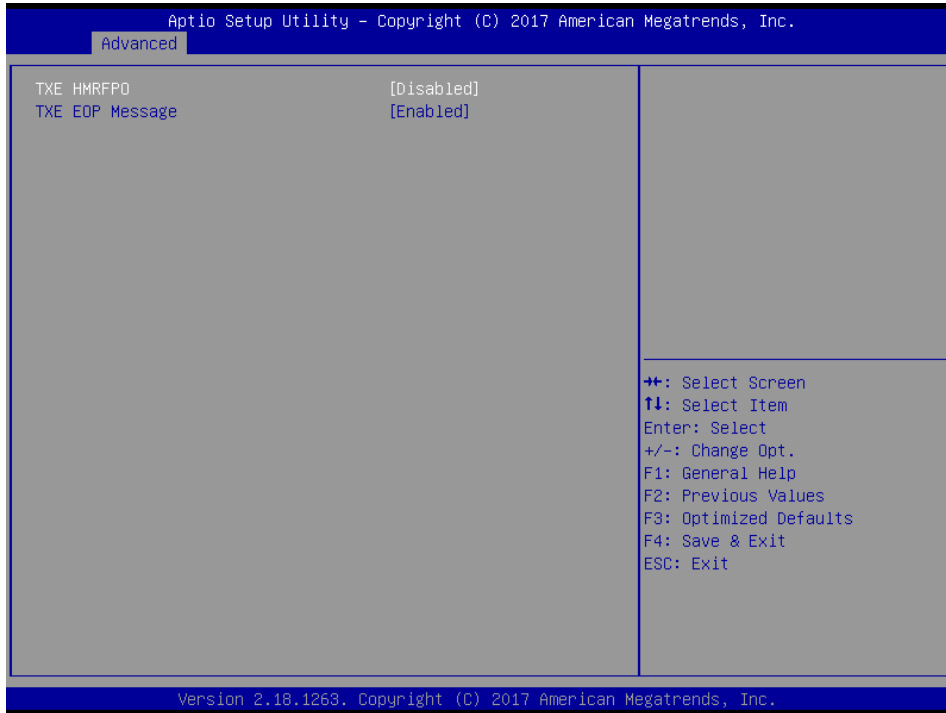 Aptio Setup Utility – Copyright (C) 2017 American Megatrends, Inc.
Advanced
TXE HMRFPO [Disabled]
TXE EOP Message [Enabled]
→←: Select Screen
↑↓: Select Item
Enter: Select
+/-: Change Opt.
F1: General Help
F2: Previous Values
F3: Optimized Defaults
F4: Save & Exit
ESC: Exit
Version 2.18.1263. Copyright (C) 2017 American Megatrends, Inc.